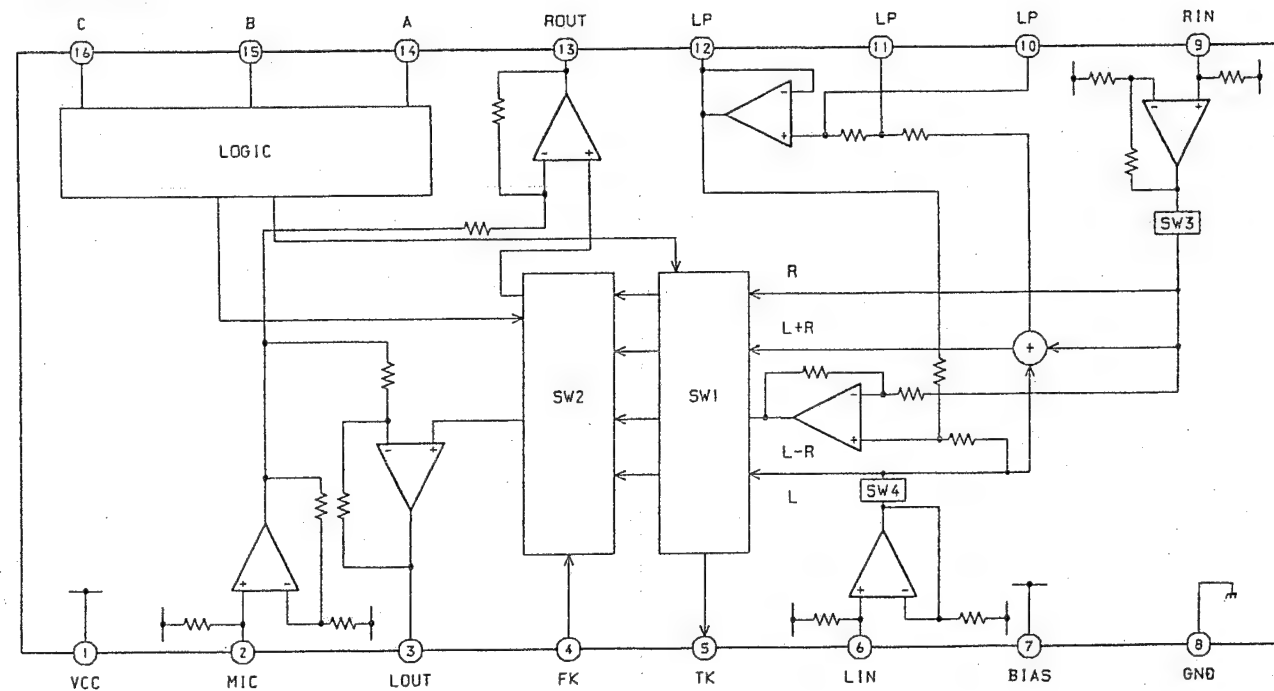 C B A ROUT LP LP LP RIN
16 15 14 13 12 11 10 9
- +
- +
LOGIC
- +
SW3
R
L+R
+
SW2 SW1
-
+
L-R
- +
L
SW4
+ -
+ -
1 2 3 4 5 6 7 8
VCC MIC LOUT FK TK LIN BIAS GND